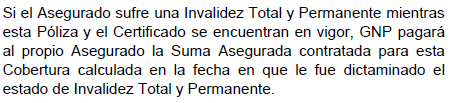 Si el Asegurado sufre una Invalidez Total y Permanente mientras
esta Póliza y el Certificado se encuentran en vigor, GNP pagará
al propio Asegurado la Suma Asegurada contratada para esta
Cobertura calculada en la fecha en que le fue dictaminado el
estado de Invalidez Total y Permanente.